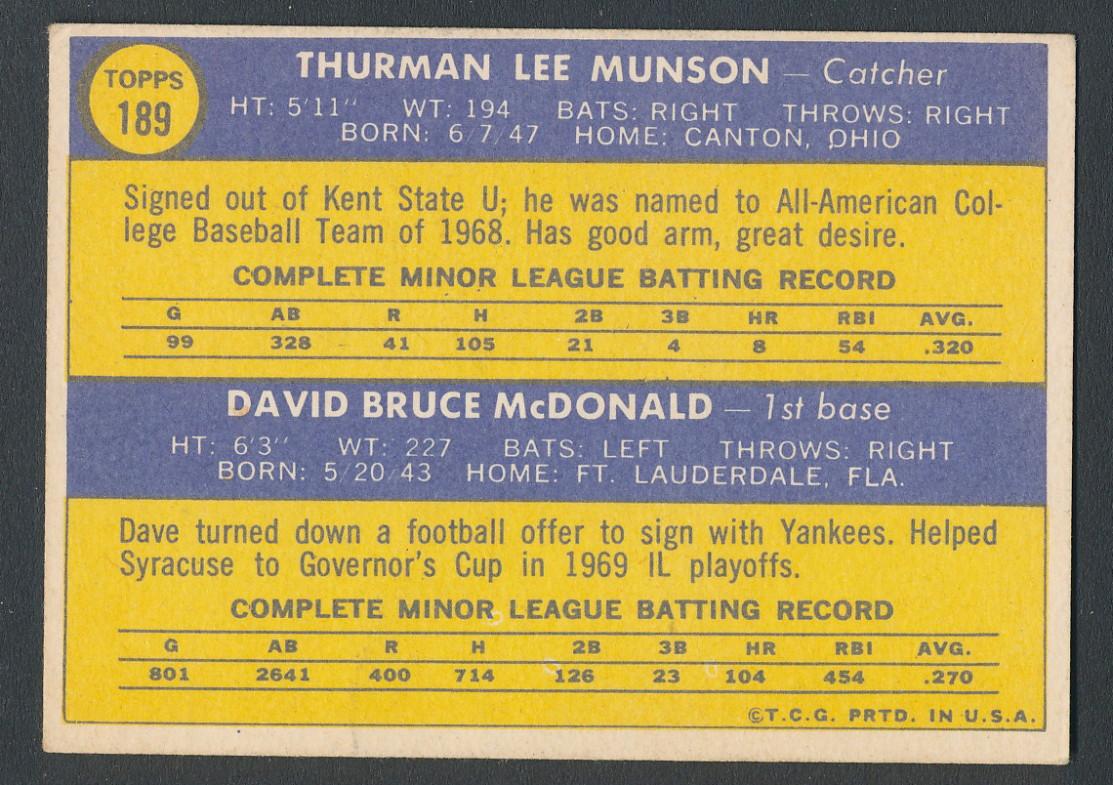 TOPPS
189
THURMAN LEE MUNSON — Catcher
HT: 5'11" WT: 194 BATS: RIGHT THROWS: RIGHT
BORN: 6/7/47 HOME: CANTON, OHIO
Signed out of Kent State U; he was named to All-American Col-
lege Baseball Team of 1968. Has good arm, great desire.
COMPLETE MINOR LEAGUE BATTING RECORD
G AB R H 2B 3B HR RBI AVG.
99 328 41 105 21 4 8 54 .320
DAVID BRUCE McDONALD — 1st base
HT: 6'3" WT: 227 BATS: LEFT THROWS: RIGHT
BORN: 5/20/43 HOME: FT. LAUDERDALE, FLA.
Dave turned down a football offer to sign with Yankees. Helped
Syracuse to Governor's Cup in 1969 IL playoffs.
COMPLETE MINOR LEAGUE BATTING RECORD
G AB R H 2B 3B HR RBI AVG.
801 2641 400 714 126 23 104 454 .270
©T.C.G. PRTD. IN U.S.A.